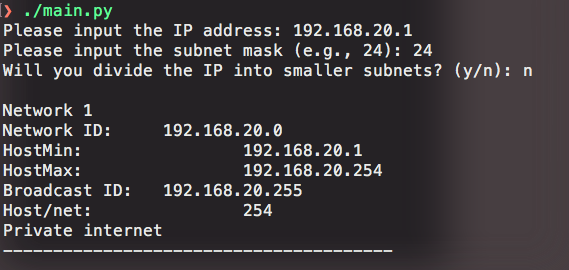 ❯ ./main.py
Please input the IP address: 192.168.20.1
Please input the subnet mask (e.g., 24): 24
Will you divide the IP into smaller subnets? (y/n): n

Network 1
Network ID:     192.168.20.0
HostMin:                192.168.20.1
HostMax:                192.168.20.254
Broadcast ID:   192.168.20.255
Host/net:               254
Private internet
---------------------------------------